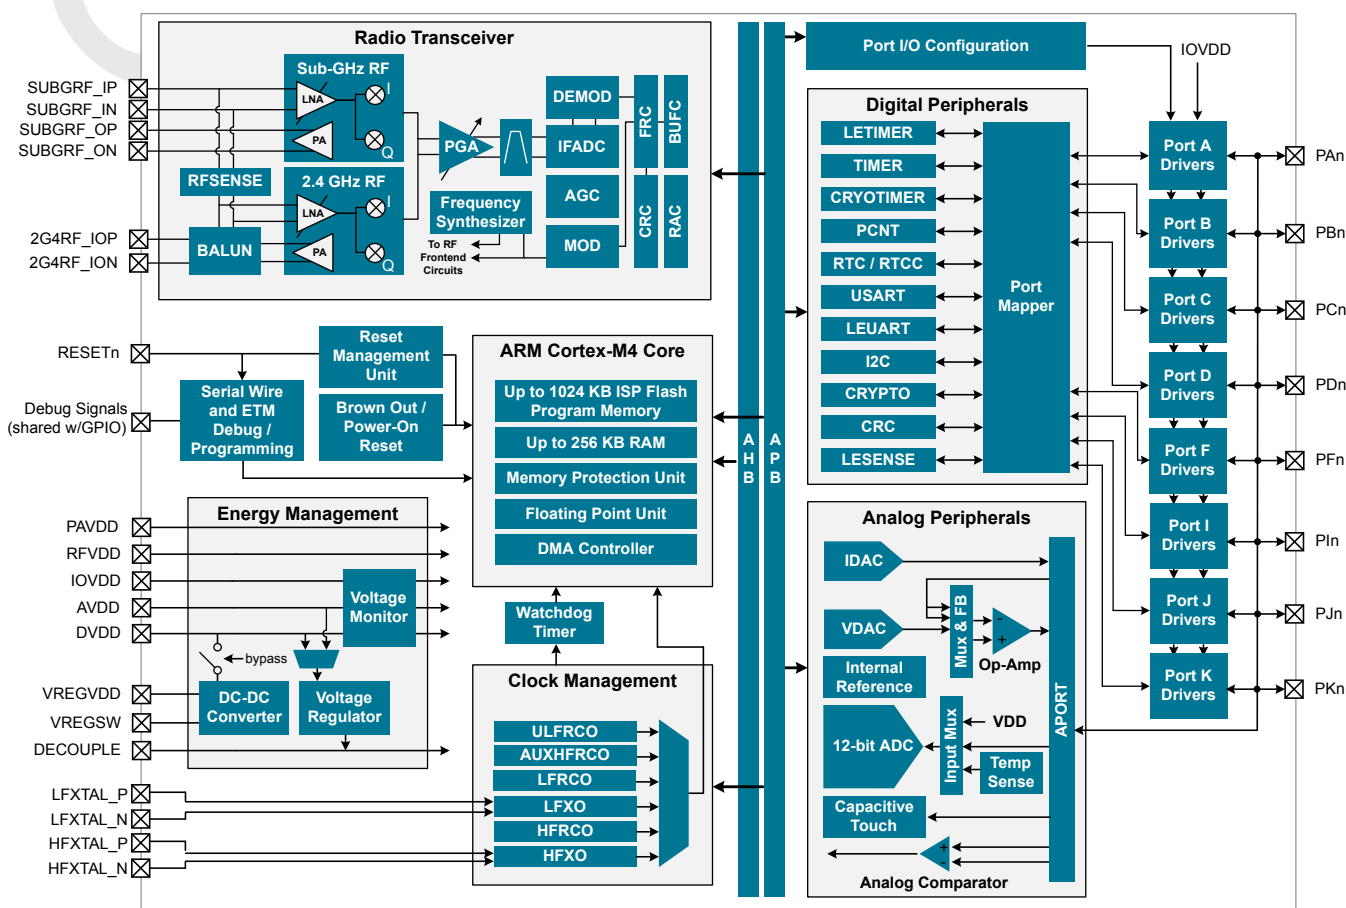 Radio Transceiver
SUBGRF_IP
SUBGRF_IN
SUBGRF_OP
SUBGRF_ON
2G4RF_IOP
2G4RF_ION
Sub-GHz RF
LNA
I
PA
Q
RFSENSE
2.4 GHz RF
LNA
I
PA
Q
BALUN
PGA
Frequency
Synthesizer
To RF
Frontend
Circuits
DEMOD
IFADC
AGC
MOD
FRC
BUFC
CRC
RAC
RESETn
Debug Signals
(shared w/GPIO)
Reset
Management
Unit
Serial Wire
and ETM
Debug /
Programming
Brown Out /
Power-On
Reset
ARM Cortex-M4 Core
Up to 1024 KB ISP Flash
Program Memory
Up to 256 KB RAM
Memory Protection Unit
Floating Point Unit
DMA Controller
Watchdog
Timer
Energy Management
PAVDD
RFVDD
IOVDD
AVDD
DVDD
VREGVDD
VREGSW
DECOUPLE
Voltage
Monitor
bypass
DC-DC
Converter
Voltage
Regulator
Clock Management
LFXTAL_P
LFXTAL_N
HFXTAL_P
HFXTAL_N
ULFRCO
AUXHFRCO
LFRCO
LFXO
HFRCO
HFXO
A
H
B
A
P
B
Port I/O Configuration
IOVDD
Digital Peripherals
LETIMER
TIMER
CRYOTIMER
PCNT
RTC / RTCC
USART
LEUART
I2C
CRYPTO
CRC
LESENSE
Port
Mapper
Analog Peripherals
IDAC
VDAC
Mux & FB
-
+
Op-Amp
Internal
Reference
12-bit ADC
Input Mux
VDD
Temp
Sense
Capacitive
Touch
+
-
Analog Comparator
APORT
Port A
Drivers
PAn
Port B
Drivers
PBn
Port C
Drivers
PCn
Port D
Drivers
PDn
Port F
Drivers
PFn
Port I
Drivers
PIn
Port J
Drivers
PJn
Port K
Drivers
PKn